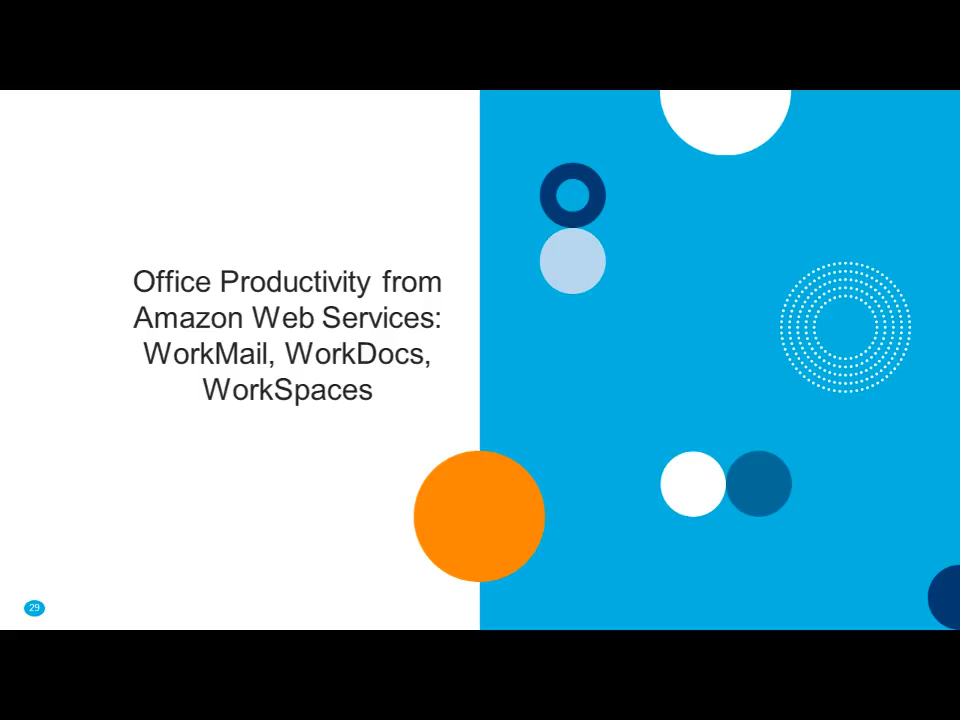 Office Productivity from
Amazon Web Services:
WorkMail, WorkDocs,
WorkSpaces
29